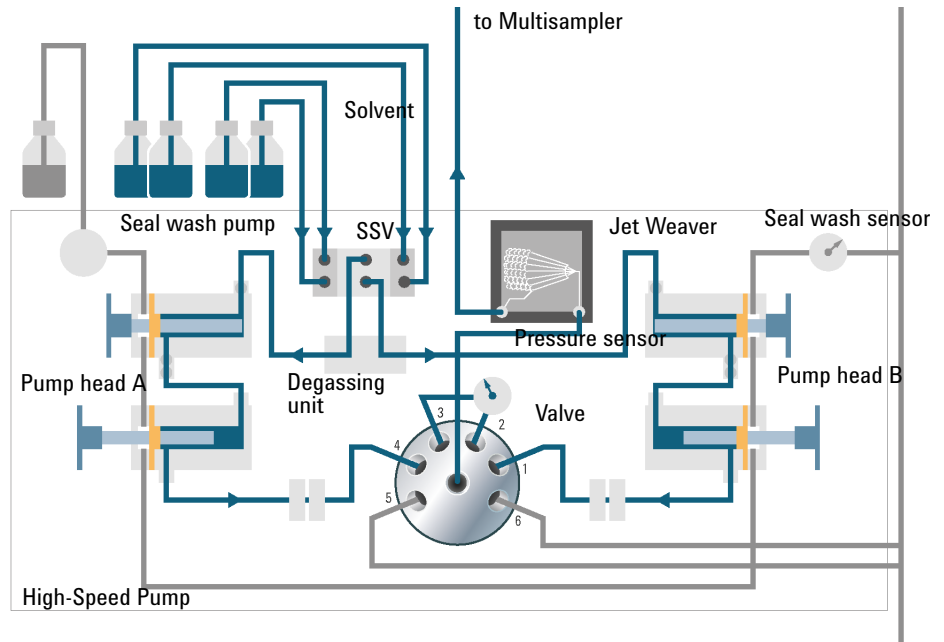 to Multisampler
Solvent
Seal wash pump
SSV
Jet Weaver
Seal wash sensor
Pressure sensor
Pump head A
Degassing
unit
Valve
Pump head B
3
2
4
1
5
6
High-Speed Pump